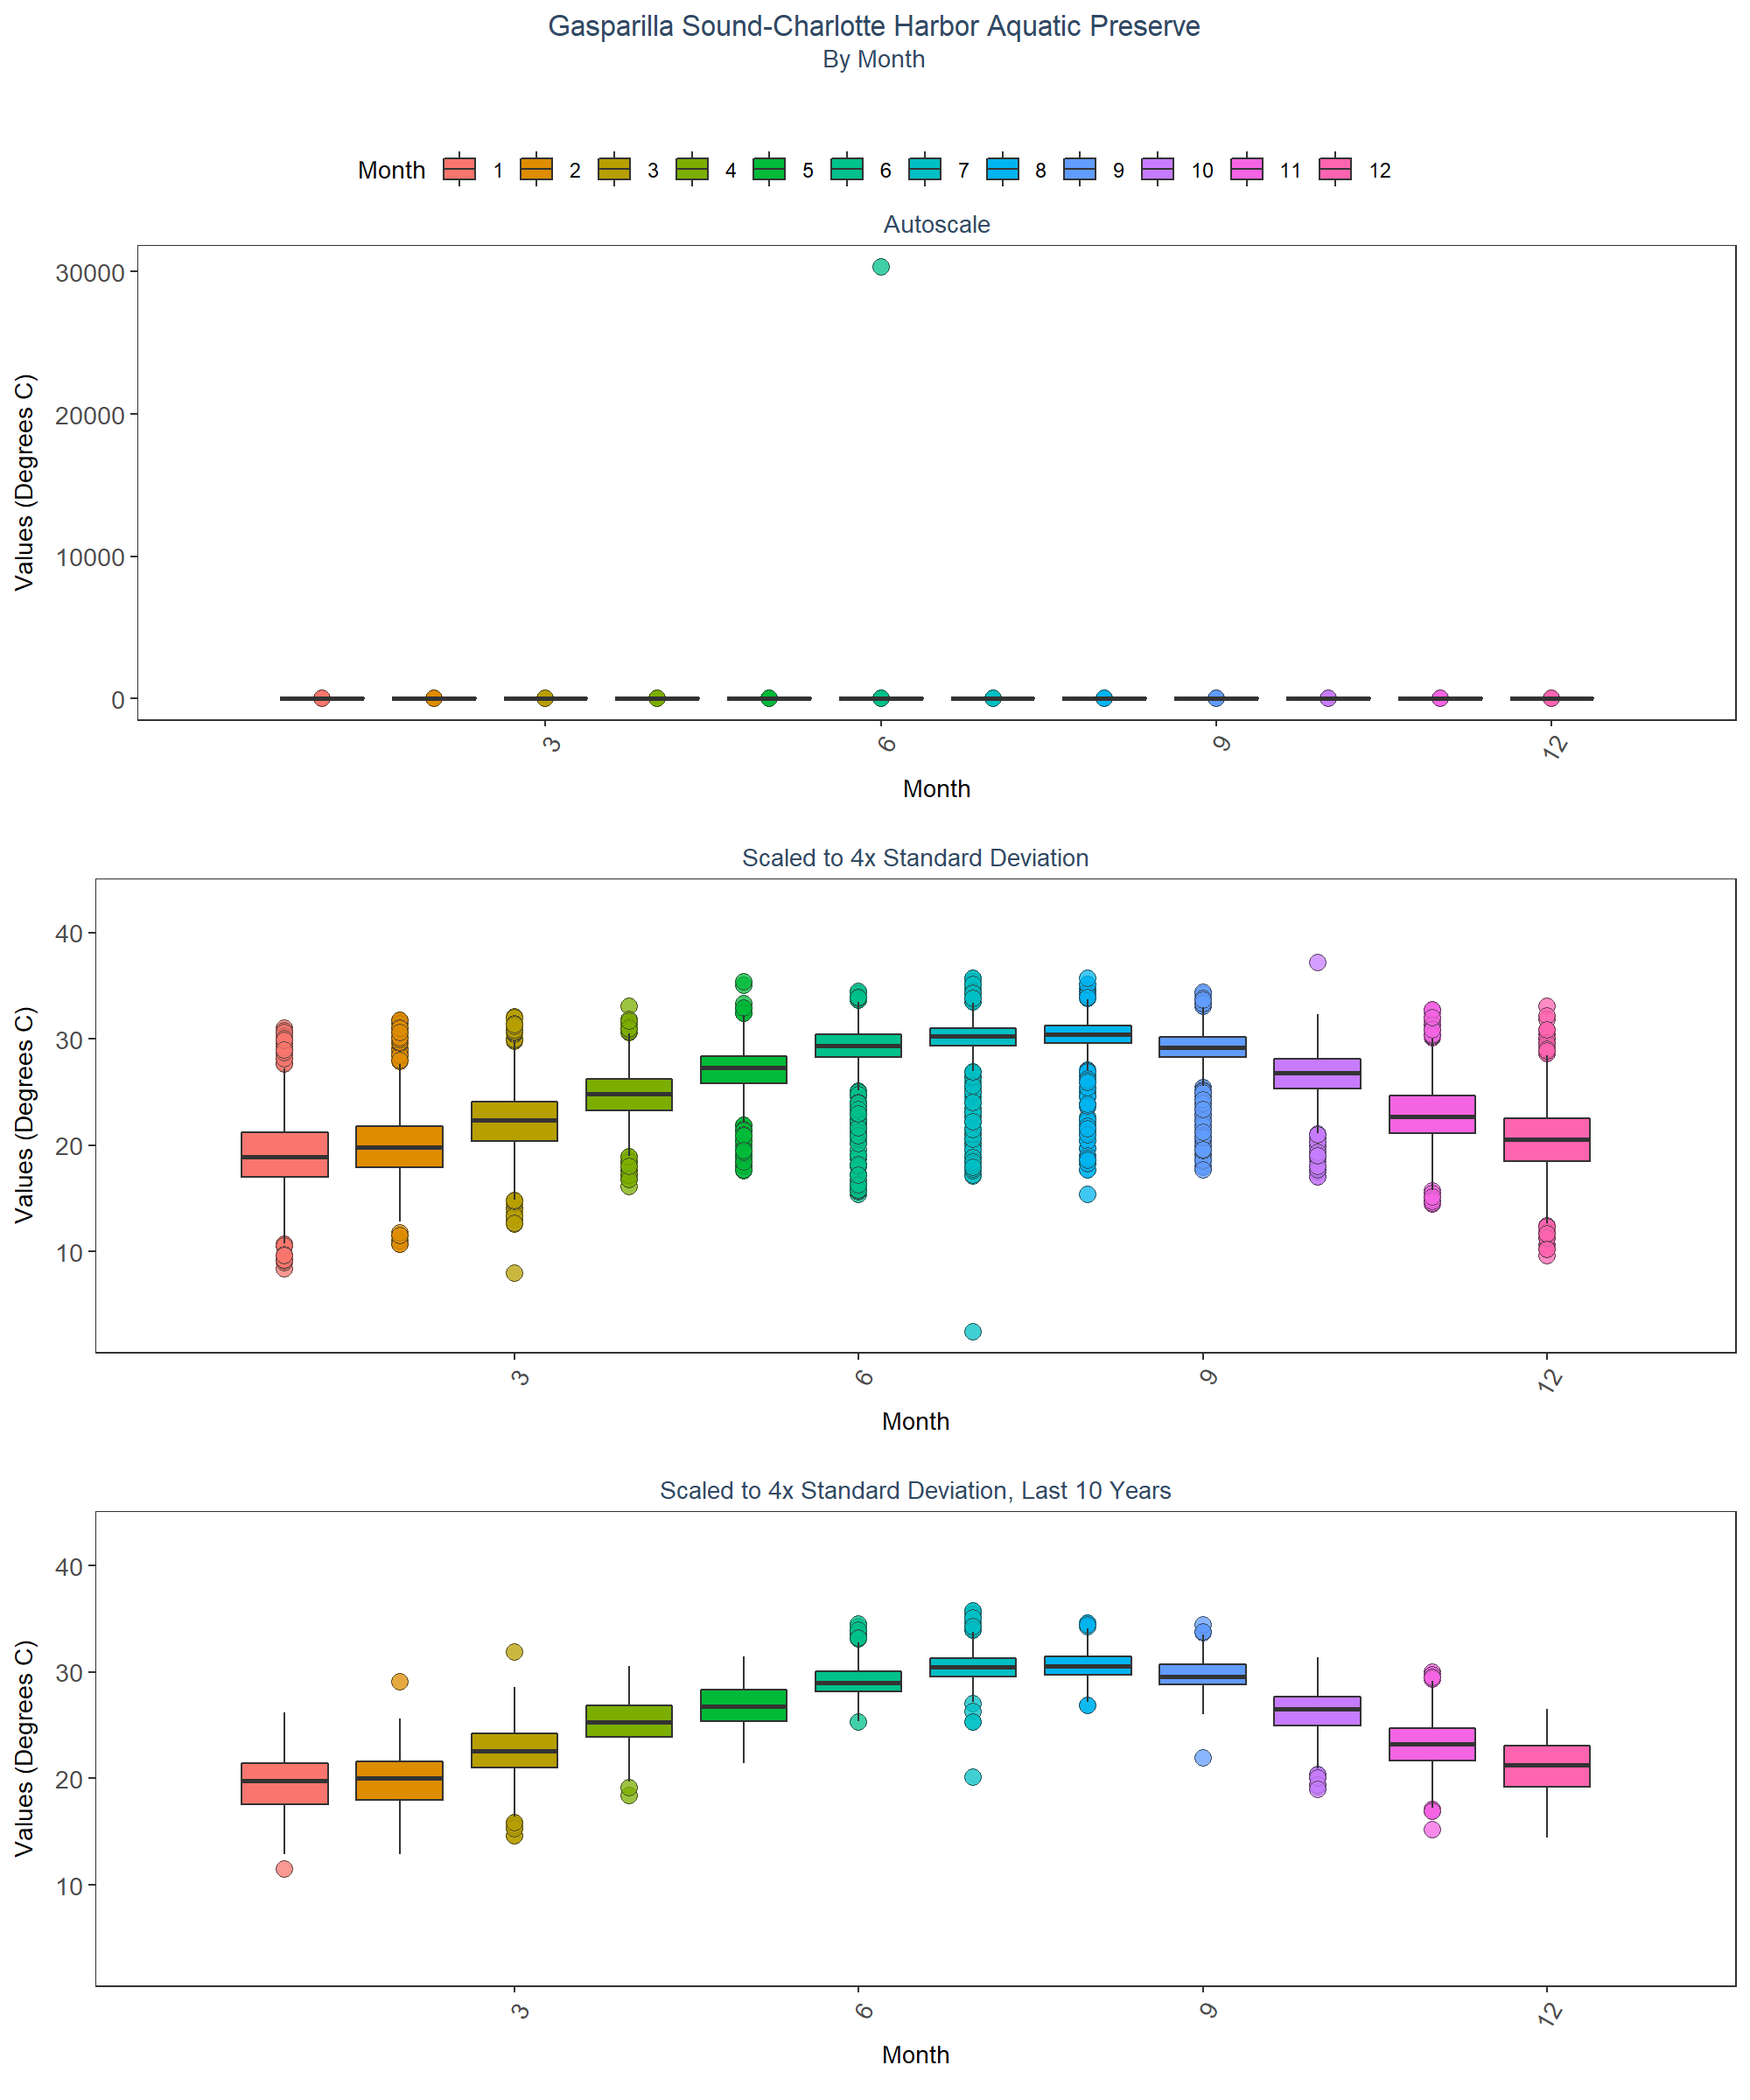 Gasparilla Sound-Charlotte Harbor Aquatic Preserve
By Month
Month 1 2 3 4 5 6 7 8 9 10 11 12
Autoscale
Values (Degrees C)
30000
20000
10000
0
3 6 9 12
Month
Scaled to 4x Standard Deviation
Values (Degrees C)
40
30
20
10
3 6 9 12
Month
Scaled to 4x Standard Deviation, Last 10 Years
Values (Degrees C)
40
30
20
10
3 6 9 12
Month